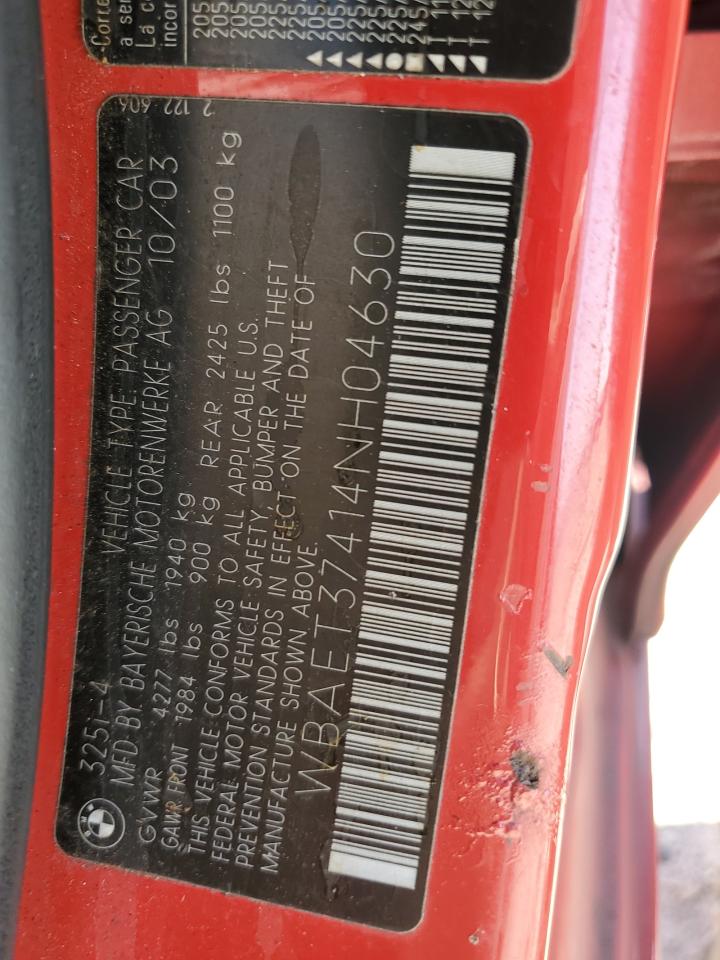 325i-4 VEHICLE TYPE PASSENGER CAR 2 122 606
MFD BY BAYERISCHE MOTORENWERKE AG 10/03
GVWR 4277 lbs 1940 kg
GAWR FRONT 1984 lbs 900 kg REAR 2425 lbs 1100 kg
THIS VEHICLE CONFORMS TO ALL APPLICABLE U.S.
FEDERAL MOTOR VEHICLE SAFETY, BUMPER AND THEFT
PREVENTION STANDARDS IN EFFECT ON THE DATE OF
MANUFACTURE SHOWN ABOVE.
WBAET37414NH04630